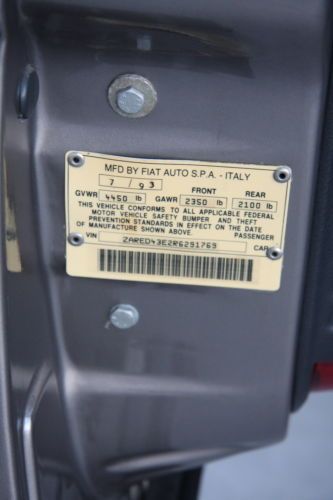 MFD BY FIAT AUTO S.P.A. - ITALY
7 / 93 FRONT REAR
GVWR 4450 lb GAWR 2350 lb 2100 lb
THIS VEHICLE CONFORMS TO ALL APPLICABLE FEDERAL
MOTOR VEHICLE SAFETY BUMPER AND THEFT
PREVENTION STANDARDS IN EFFECT ON THE DATE
OF MANUFACTURE SHOWN ABOVE. PASSENGER
VIN ZARED43E2R6291769 CAR